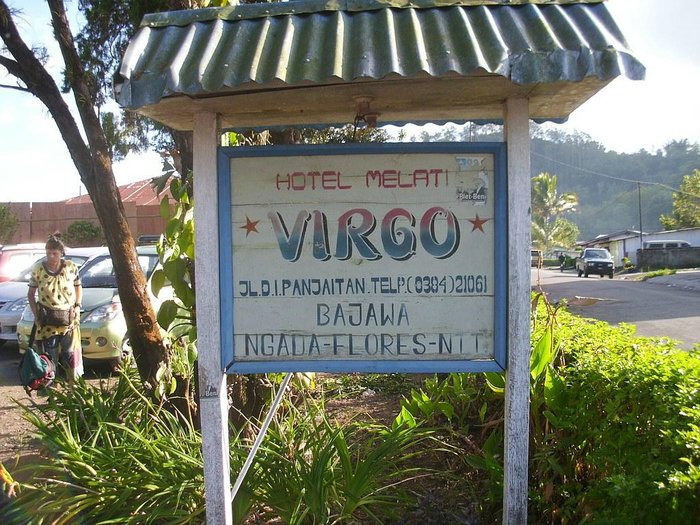 HOTEL MELATI
VIRGO
JL.D.I.PANJAITAN.TELP.(0384)21061
BAJAWA
NGADA-FLORES-NTT